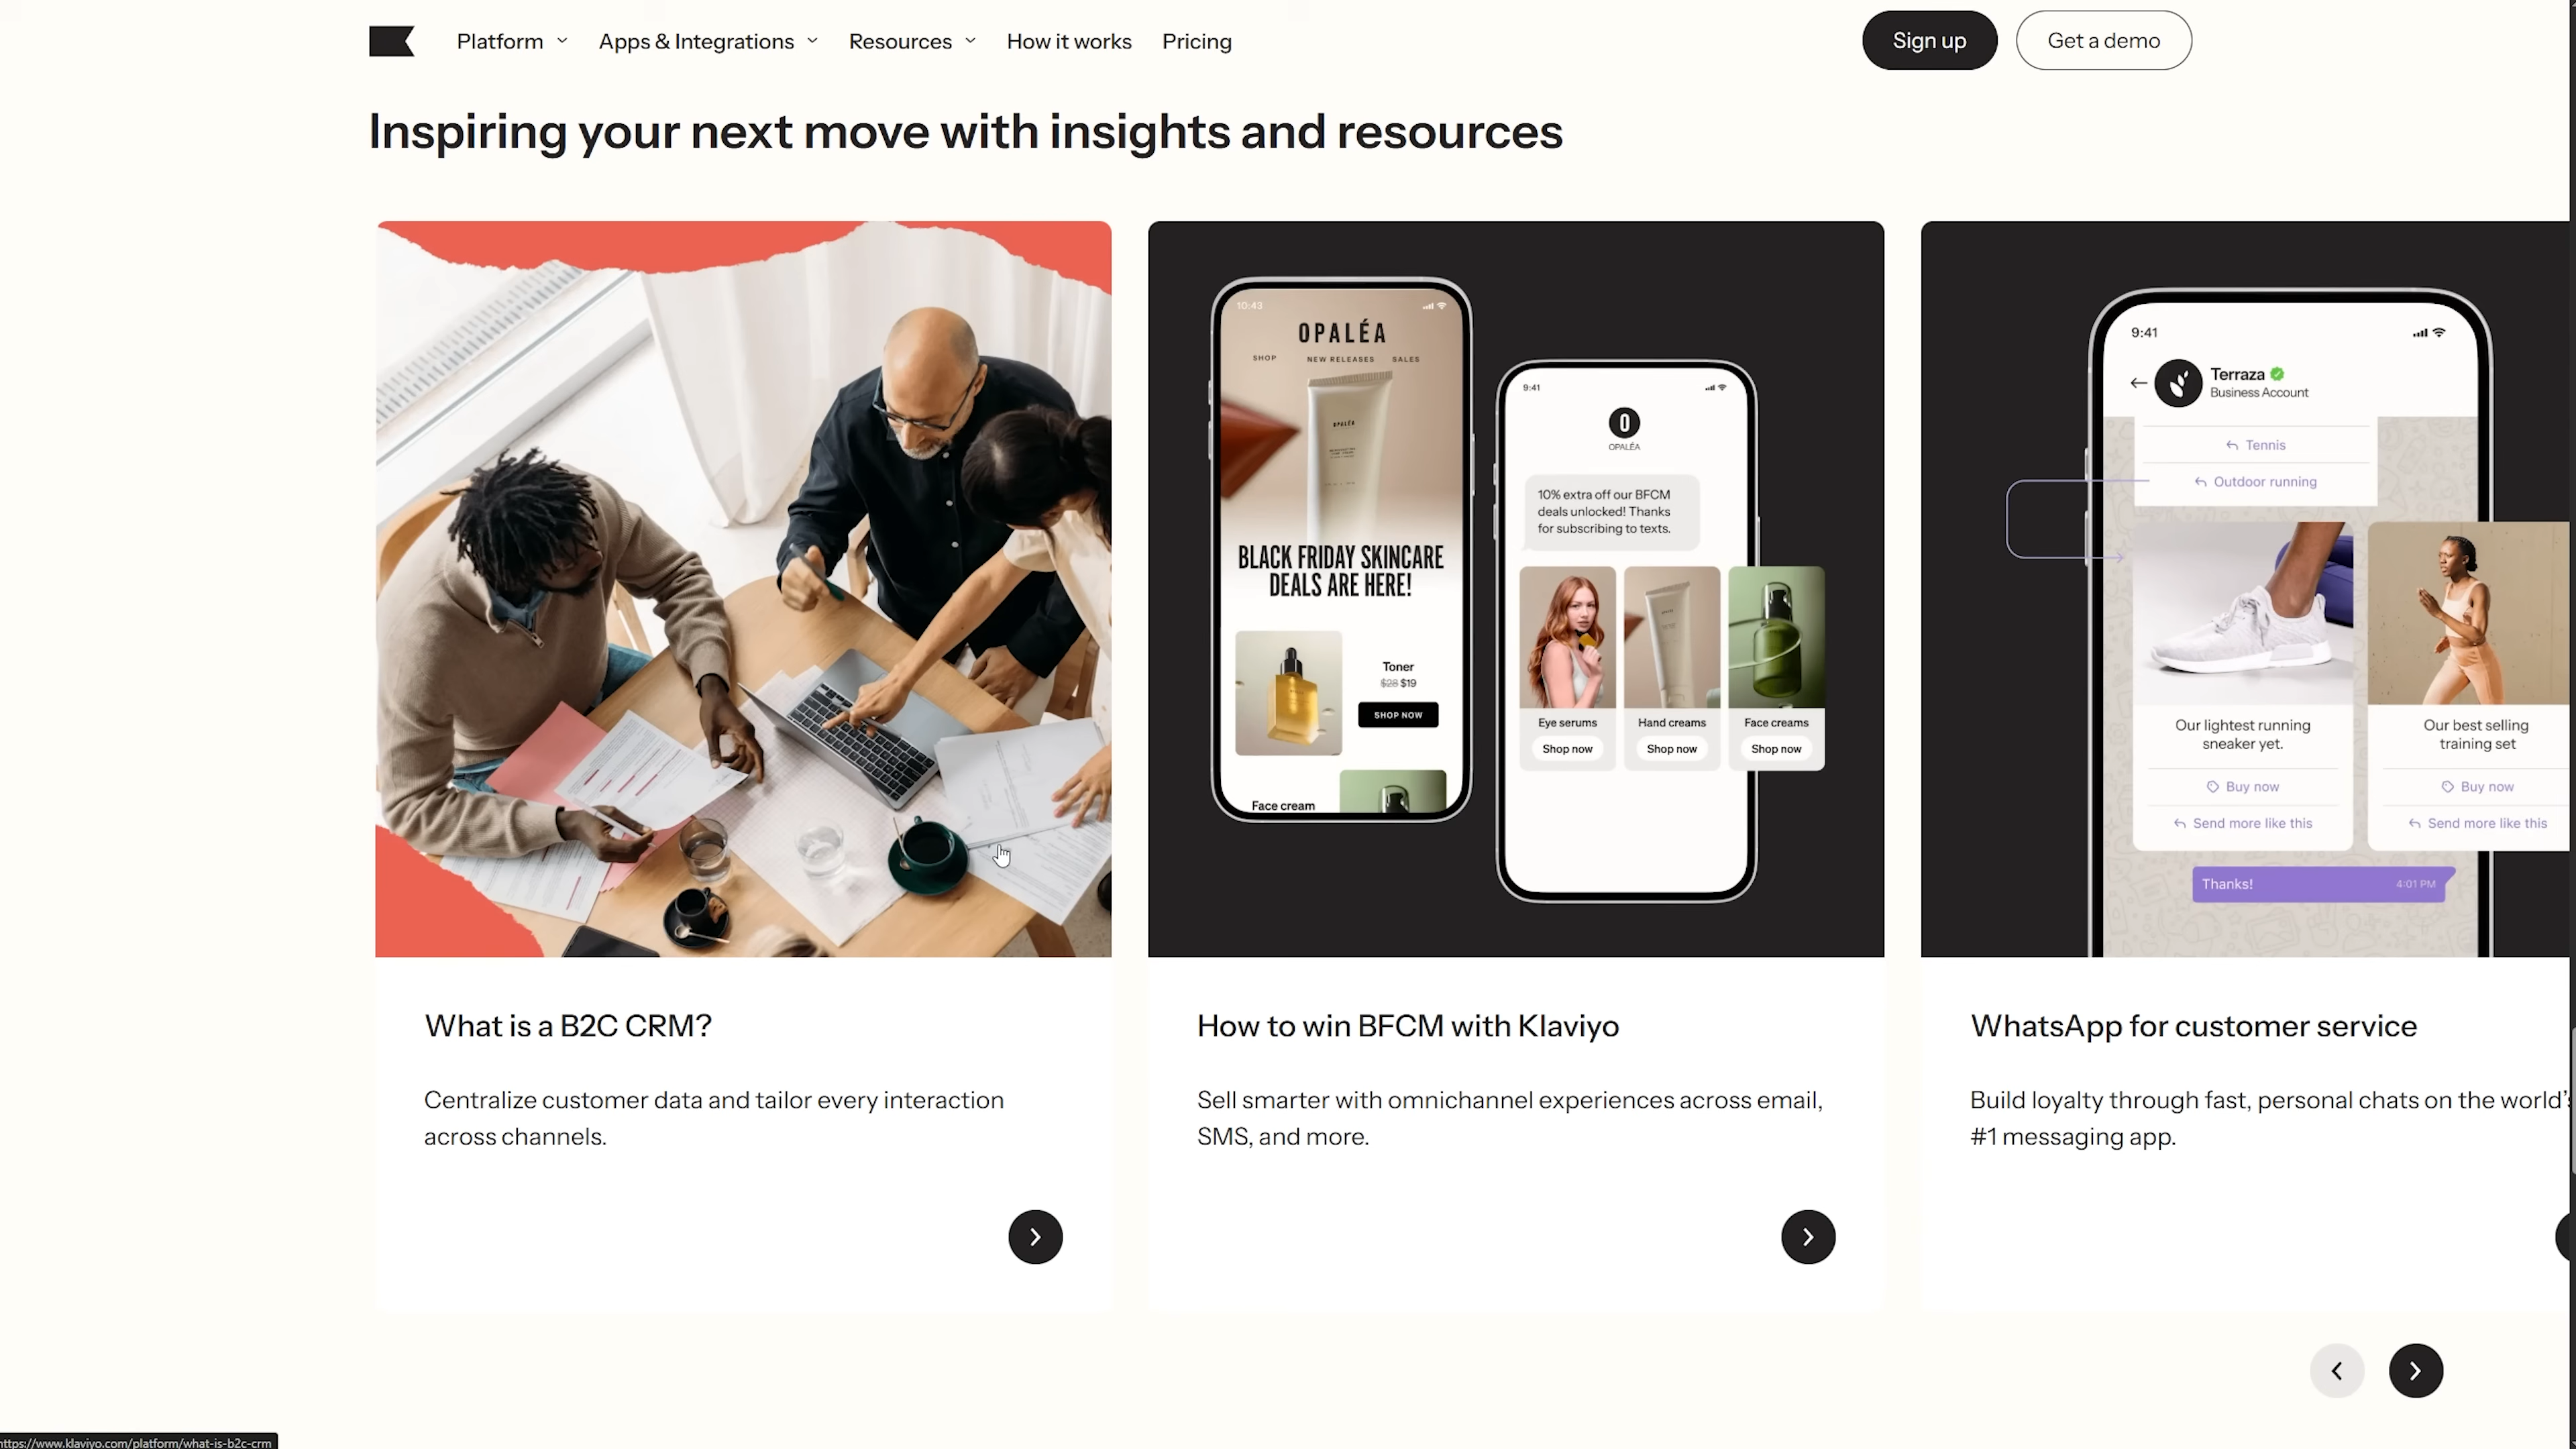 Platform
Apps & Integrations
Resources
How it works
Pricing
Sign up
Get a demo
Inspiring your next move with insights and resources
10:43
OPALÉA
SHOP
NEW RELEASES
SALES
OPALÉA
BLACK FRIDAY SKINCARE
DEALS ARE HERE!
Toner
$28 $19
SHOP NOW
Face cream
9:41
OPALÉA
10% extra off our BFCM
deals unlocked! Thanks
for subscribing to texts.
Eye serums
Hand creams
Face creams
Shop now
Shop now
Shop now
9:41
Terraza
Business Account
Tennis
Outdoor running
Our lightest running
sneaker yet.
Our best selling
training set
Buy now
Buy now
Send more like this
Send more like this
Thanks!
4:01 PM
What is a B2C CRM?
Centralize customer data and tailor every interaction
across channels.
How to win BFCM with Klaviyo
Sell smarter with omnichannel experiences across email,
SMS, and more.
WhatsApp for customer service
Build loyalty through fast, personal chats on the world's
#1 messaging app.
https://www.klaviyo.com/platform/what-is-b2c-crm